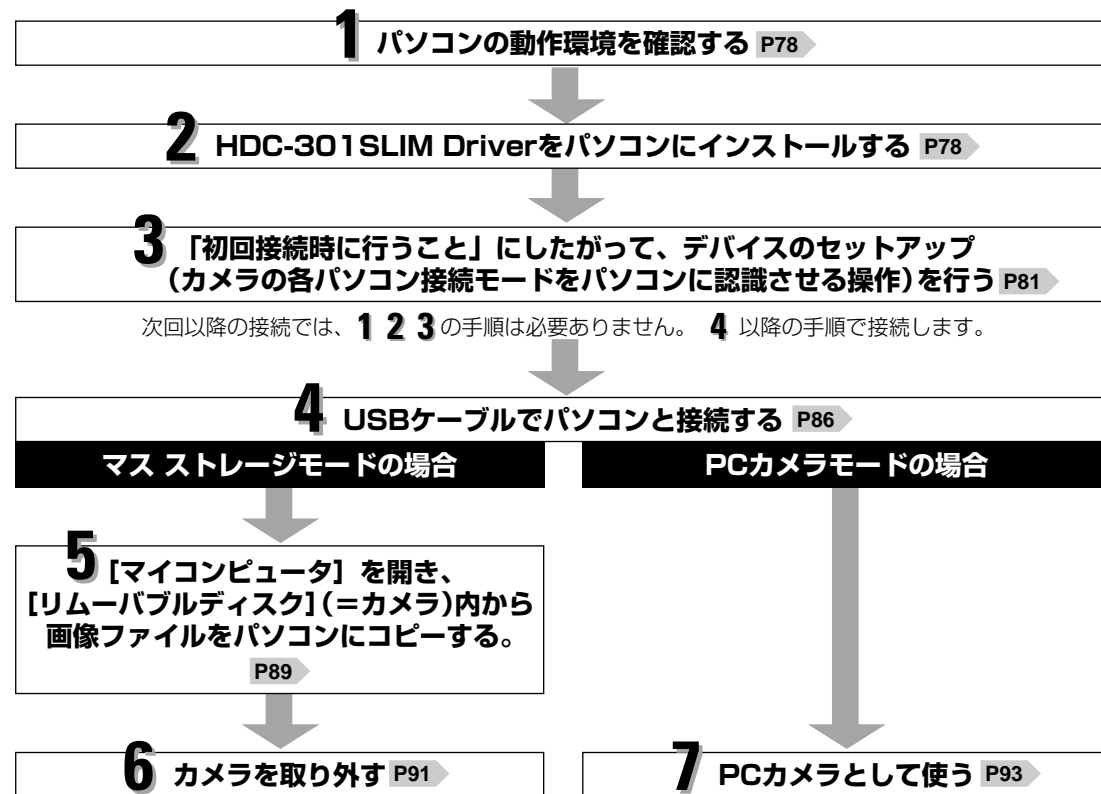 1 パソコンの動作環境を確認する P78
2 HDC-301SLIM Driverをパソコンにインストールする P78
3 「初回接続時に行うこと」にしたがって、デバイスのセットアップ
（カメラの各パソコン接続モードをパソコンに認識させる操作）を行う P81
次回以降の接続では、1 2 3 の手順は必要ありません。 4 以降の手順で接続します。
4 USBケーブルでパソコンと接続する P86
マス ストレージモードの場合
5 [マイコンピュータ] を開き、
[リムーバブルディスク]（＝カメラ）内から
画像ファイルをパソコンにコピーする。
P89
6 カメラを取り外す P91
PCカメラモードの場合
7 PCカメラとして使う P93